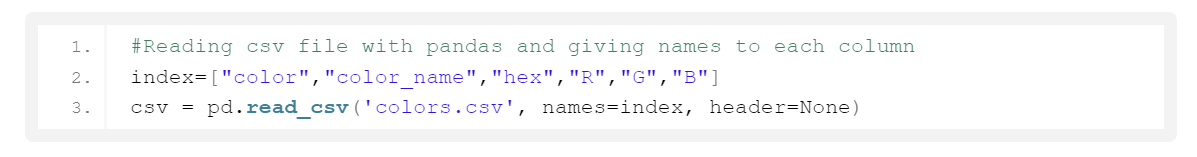 1. #Reading csv file with pandas and giving names to each column
2. index=["color","color_name","hex","R","G","B"]
3. csv = pd.read_csv('colors.csv', names=index, header=None)